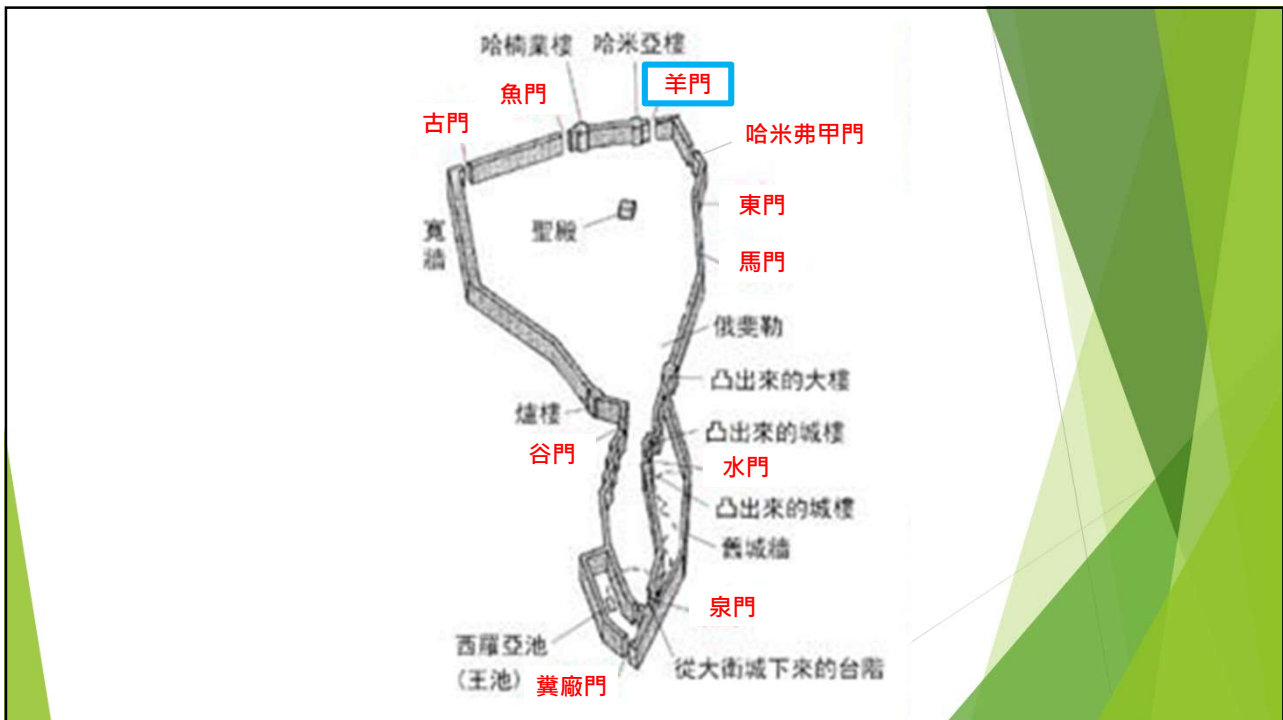 哈楠業樓 哈米亞樓
羊門
魚門
古門
哈米弗甲門
東門
聖殿
寬牆
馬門
俄斐勒
凸出來的大樓
爐樓
凸出來的城樓
谷門
水門
凸出來的城樓
舊城牆
泉門
西羅亞池
(王池)
從大衛城下來的台階
糞廠門